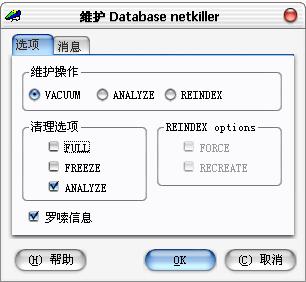 维护 Database netkiller
选项 消息
维护操作
VACUUM ANALYZE REINDEX
清理选项 REINDEX options
FULL FORCE
FREEZE RECREATE
ANALYZE
罗嗦信息
(H) 帮助 OK (C) 取消